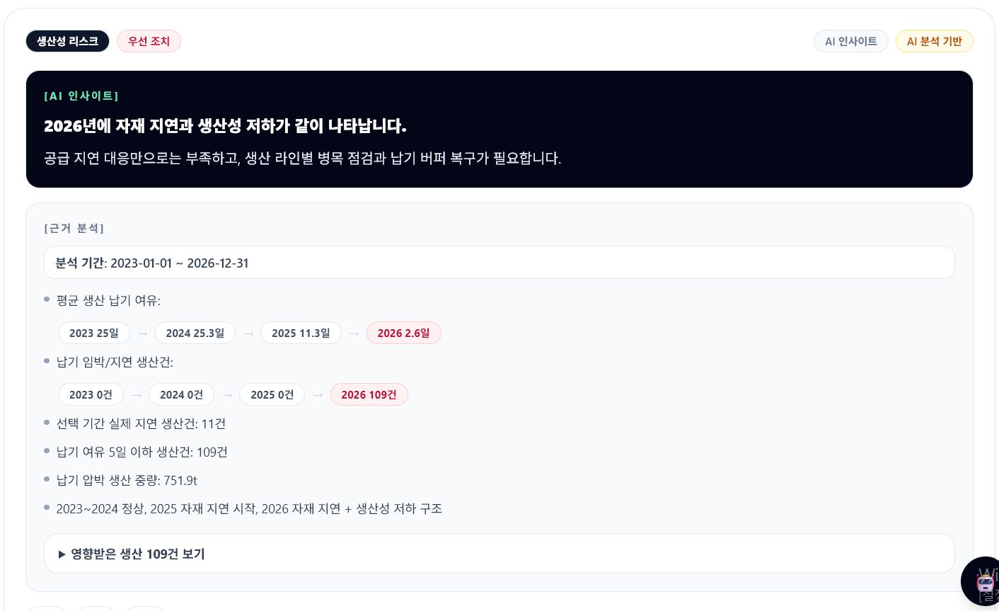 생산성 리스크 우선 조치 AI 인사이트 AI 분석 기반
[AI 인사이트]
2026년에 자재 지연과 생산성 저하가 같이 나타납니다.
공급 지연 대응만으로는 부족하고, 생산 라인별 병목 점검과 납기 버퍼 복구가 필요합니다.
[근거 분석]
분석 기간: 2023-01-01 ~ 2026-12-31
평균 생산 납기 여유:
2023 25일 → 2024 25.3일 → 2025 11.3일 → 2026 2.6일
납기 임박/지연 생산건:
2023 0건 → 2024 0건 → 2025 0건 → 2026 109건
선택 기간 실제 지연 생산건: 11건
납기 여유 5일 이하 생산건: 109건
납기 압박 생산 중량: 751.9t
2023~2024 정상, 2025 자재 지연 시작, 2026 자재 지연 + 생산성 저하 구조
▶ 영향받은 생산 109건 보기